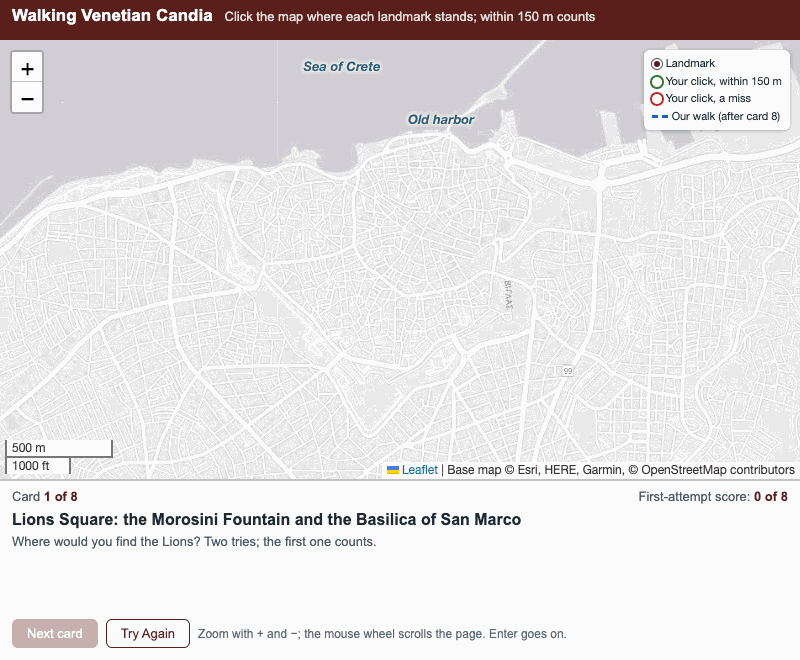 Walking Venetian Candia Click the map where each landmark stands; within 150 m counts
+
−
Sea of Crete
Old harbor
Landmark
Your click, within 150 m
Your click, a miss
Our walk (after card 8)
ΒΙΓΛΑΣ
99
500 m
1000 ft
Leaflet | Base map © Esri, HERE, Garmin, © OpenStreetMap contributors
Card 1 of 8
First-attempt score: 0 of 8
Lions Square: the Morosini Fountain and the Basilica of San Marco
Where would you find the Lions? Two tries; the first one counts.
Next card
Try Again
Zoom with + and −; the mouse wheel scrolls the page. Enter goes on.